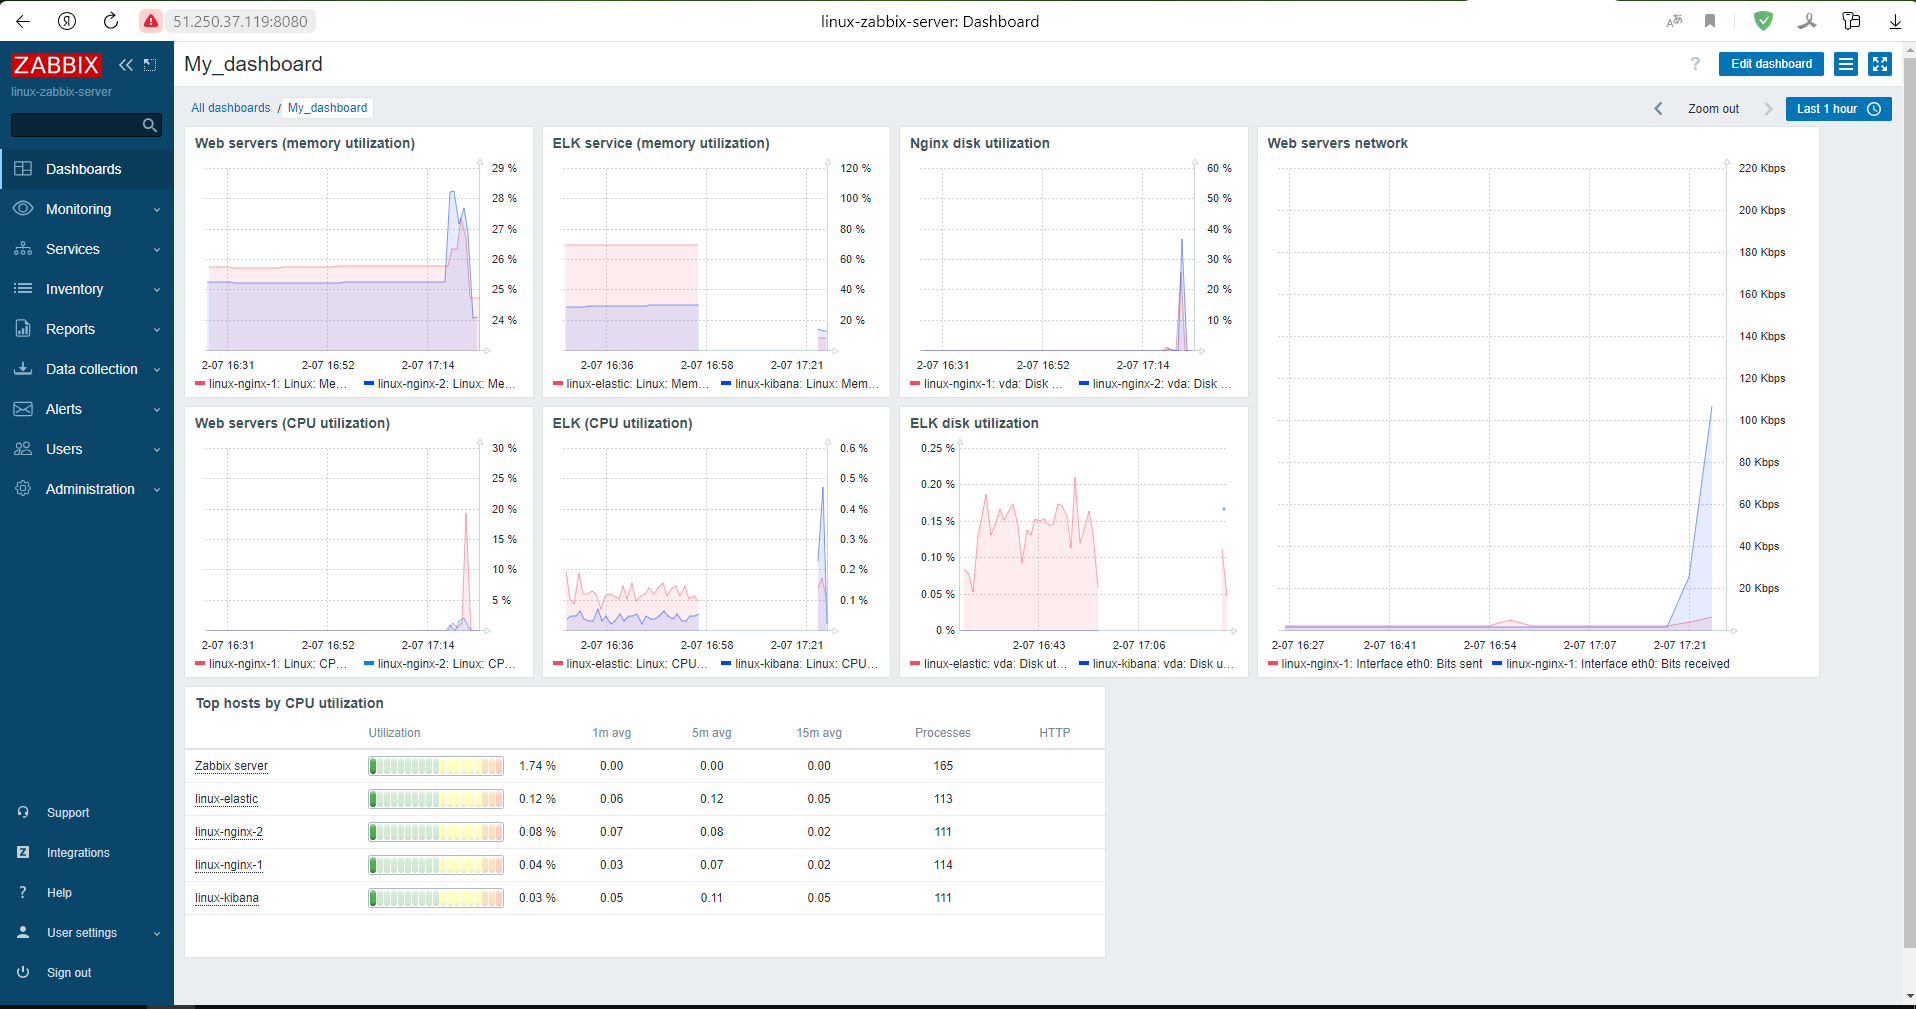 51.250.37.119:8080
linux-zabbix-server: Dashboard
ZABBIX
linux-zabbix-server
Dashboards
Monitoring
Services
Inventory
Reports
Data collection
Alerts
Users
Administration
Support
Integrations
Help
User settings
Sign out
My_dashboard
? Edit dashboard
All dashboards / My_dashboard
Zoom out
Last 1 hour
Web servers (memory utilization)
29 %
28 %
27 %
26 %
25 %
24 %
2-07 16:31 2-07 16:52 2-07 17:14
linux-nginx-1: Linux: Me... linux-nginx-2: Linux: Me...
ELK service (memory utilization)
120 %
100 %
80 %
60 %
40 %
20 %
2-07 16:36 2-07 16:58 2-07 17:21
linux-elastic: Linux: Mem... linux-kibana: Linux: Mem...
Nginx disk utilization
60 %
50 %
40 %
30 %
20 %
10 %
2-07 16:31 2-07 16:52 2-07 17:14
linux-nginx-1: vda: Disk ... linux-nginx-2: vda: Disk ...
Web servers network
220 Kbps
200 Kbps
180 Kbps
160 Kbps
140 Kbps
120 Kbps
100 Kbps
80 Kbps
60 Kbps
40 Kbps
20 Kbps
2-07 16:27 2-07 16:41 2-07 16:54 2-07 17:07 2-07 17:21
linux-nginx-1: Interface eth0: Bits sent linux-nginx-1: Interface eth0: Bits received
Web servers (CPU utilization)
30 %
25 %
20 %
15 %
10 %
5 %
2-07 16:31 2-07 16:52 2-07 17:14
linux-nginx-1: Linux: CP... linux-nginx-2: Linux: CP...
ELK (CPU utilization)
0.6 %
0.5 %
0.4 %
0.3 %
0.2 %
0.1 %
2-07 16:36 2-07 16:58 2-07 17:21
linux-elastic: Linux: CPU... linux-kibana: Linux: CPU...
ELK disk utilization
0.25 %
0.20 %
0.15 %
0.10 %
0.05 %
0 %
2-07 16:43 2-07 17:06
linux-elastic: vda: Disk ut... linux-kibana: vda: Disk u...
Top hosts by CPU utilization
Utilization 1m avg 5m avg 15m avg Processes HTTP
Zabbix server 1.74 % 0.00 0.00 0.00 165
linux-elastic 0.12 % 0.06 0.12 0.05 113
linux-nginx-2 0.08 % 0.07 0.08 0.02 111
linux-nginx-1 0.04 % 0.03 0.07 0.02 114
linux-kibana 0.03 % 0.05 0.11 0.05 111